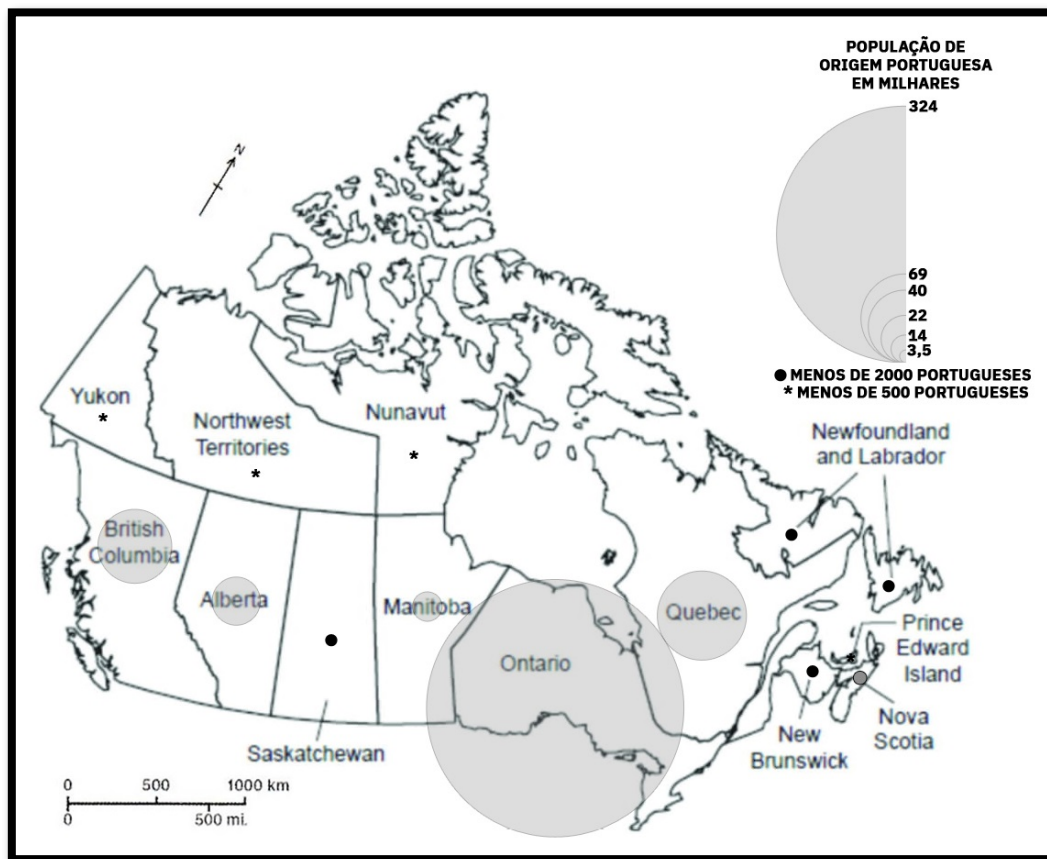 POPULAÇÃO DE
ORIGEM PORTUGUESA
EM MILHARES
324
69
40
22
14
3,5
● MENOS DE 2000 PORTUGUESES
* MENOS DE 500 PORTUGUESES
N
Yukon
*
Northwest
Territories
*
Nunavut
*
Newfoundland
and Labrador
British
Columbia
Alberta
Manitoba
Ontario
Quebec
Prince
Edward
Island
*
Nova
Scotia
New
Brunswick
Saskatchewan
0 500 1000 km
0 500 mi.